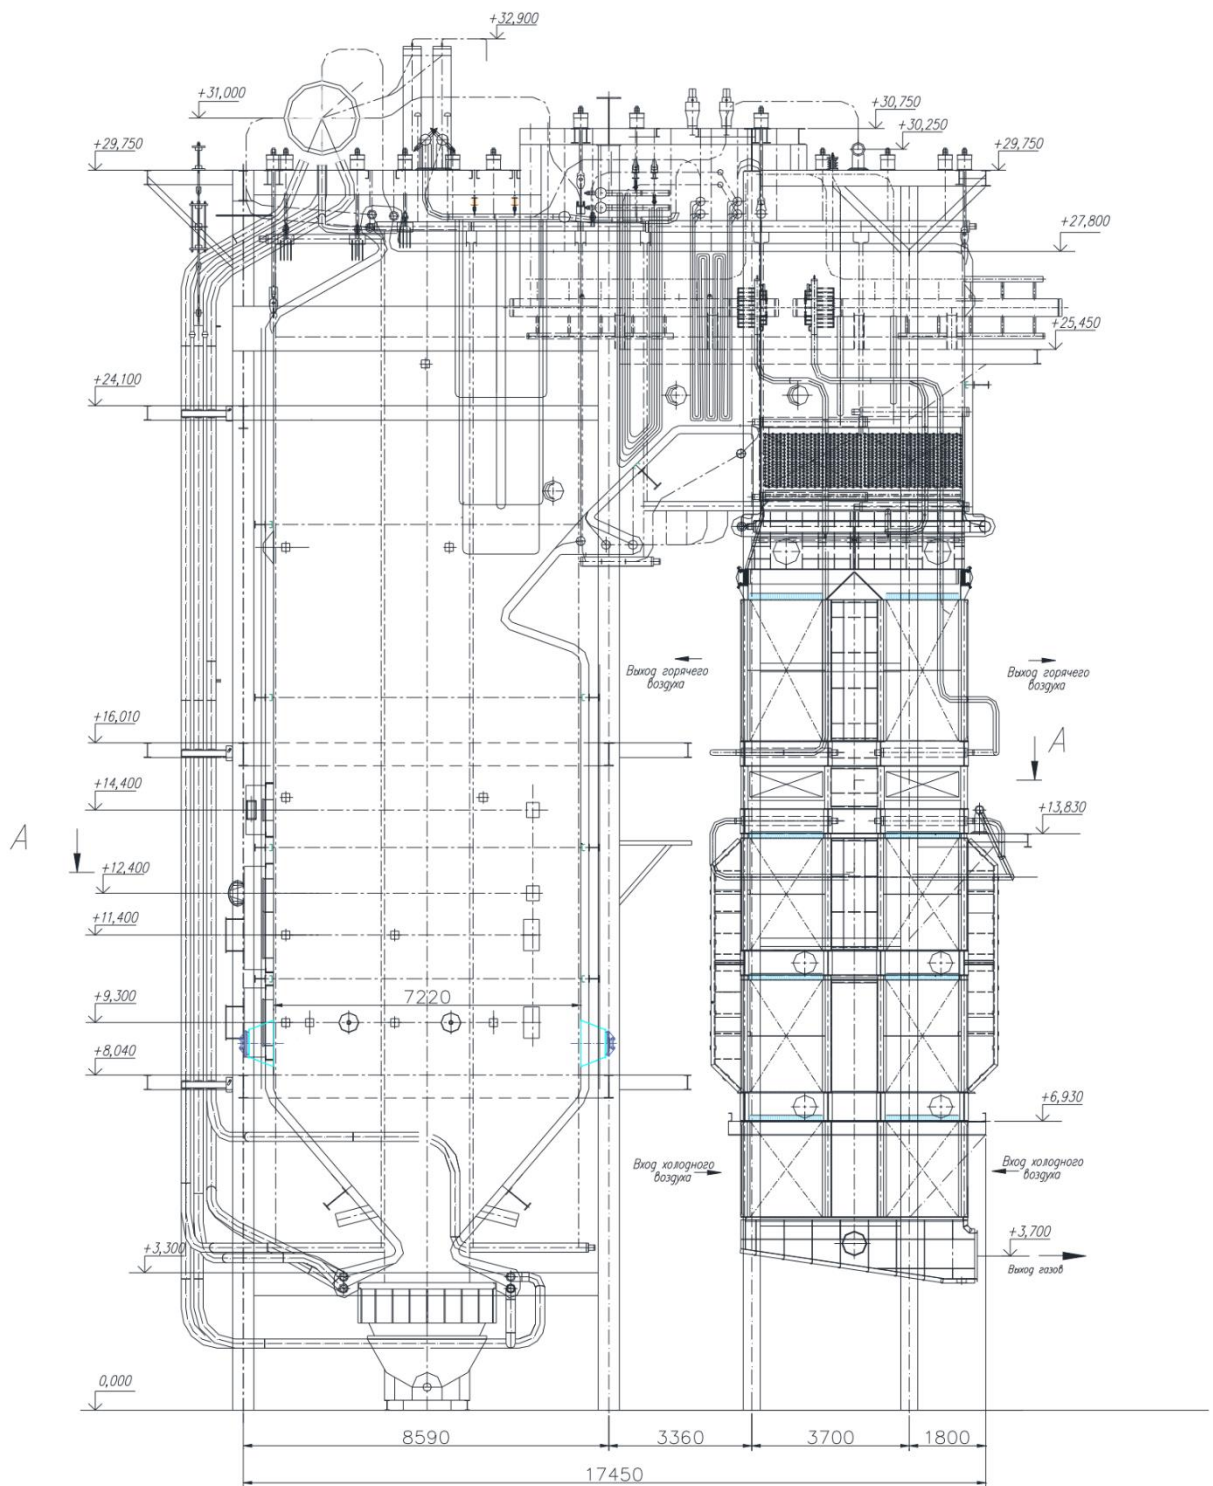 +32,900
+31,000
+30,750
+30,250
+29,750
+29,750
+27,800
+25,450
+24,100
Выход горячего
воздуха
Выход горячего
воздуха
+16,010
А
+14,400
+13,830
А
+12,400
+11,400
7220
+9,300
+8,040
+6,930
Вход холодного
воздуха
Вход холодного
воздуха
+3,700
+3,300
Выход газов
0,000
8590
3360
3700
1800
17450